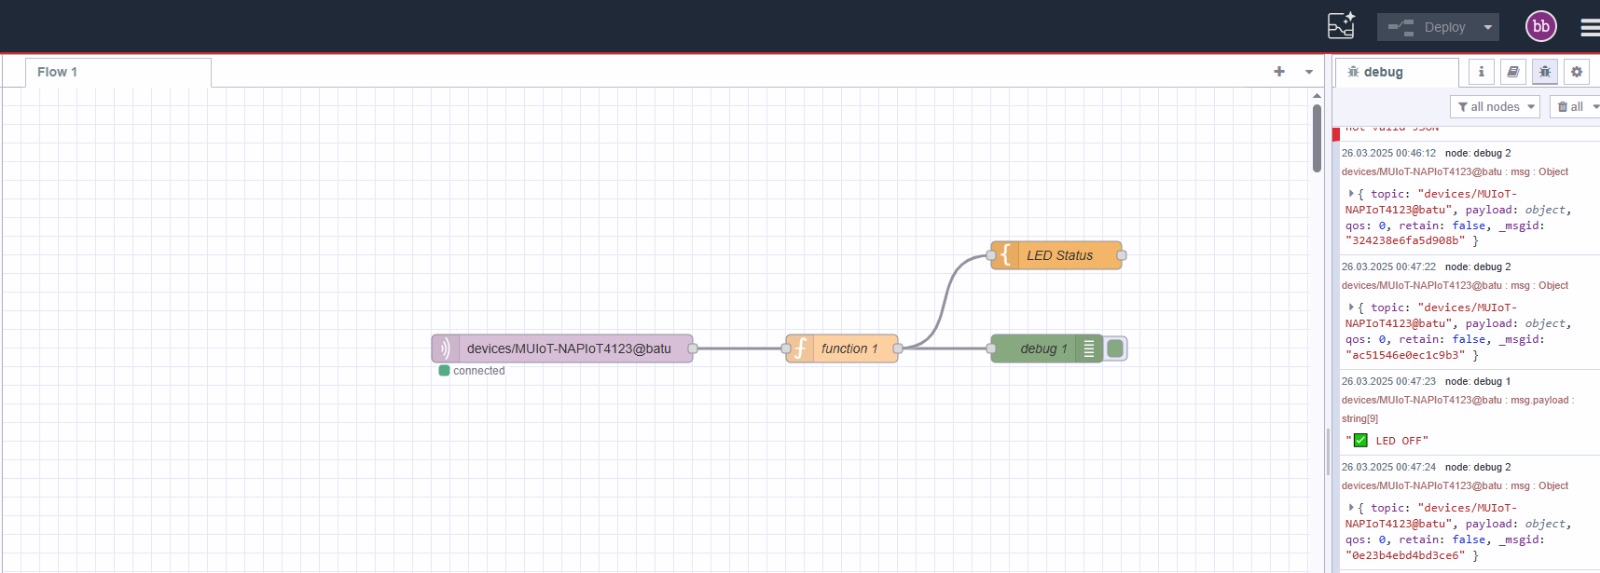 Deploy
bb
Flow 1
debug
all nodes
all
not valid JSON
26.03.2025 00:46:12 node: debug 2
devices/MUIoT-NAPIoT4123@batu : msg : Object
{ topic: "devices/MUIoT-
NAPIoT4123@batu", payload: object,
qos: 0, retain: false, _msgid:
"324238e6fa5d908b" }
26.03.2025 00:47:22 node: debug 2
devices/MUIoT-NAPIoT4123@batu : msg : Object
{ topic: "devices/MUIoT-
NAPIoT4123@batu", payload: object,
qos: 0, retain: false, _msgid:
"ac51546e0ec1c9b3" }
26.03.2025 00:47:23 node: debug 1
devices/MUIoT-NAPIoT4123@batu : msg.payload :
string[9]
"✅ LED OFF"
26.03.2025 00:47:24 node: debug 2
devices/MUIoT-NAPIoT4123@batu : msg : Object
{ topic: "devices/MUIoT-
NAPIoT4123@batu", payload: object,
qos: 0, retain: false, _msgid:
"0e23b4ebd4bd3ce6" }
LED Status
devices/MUIoT-NAPIoT4123@batu
function 1
debug 1
connected